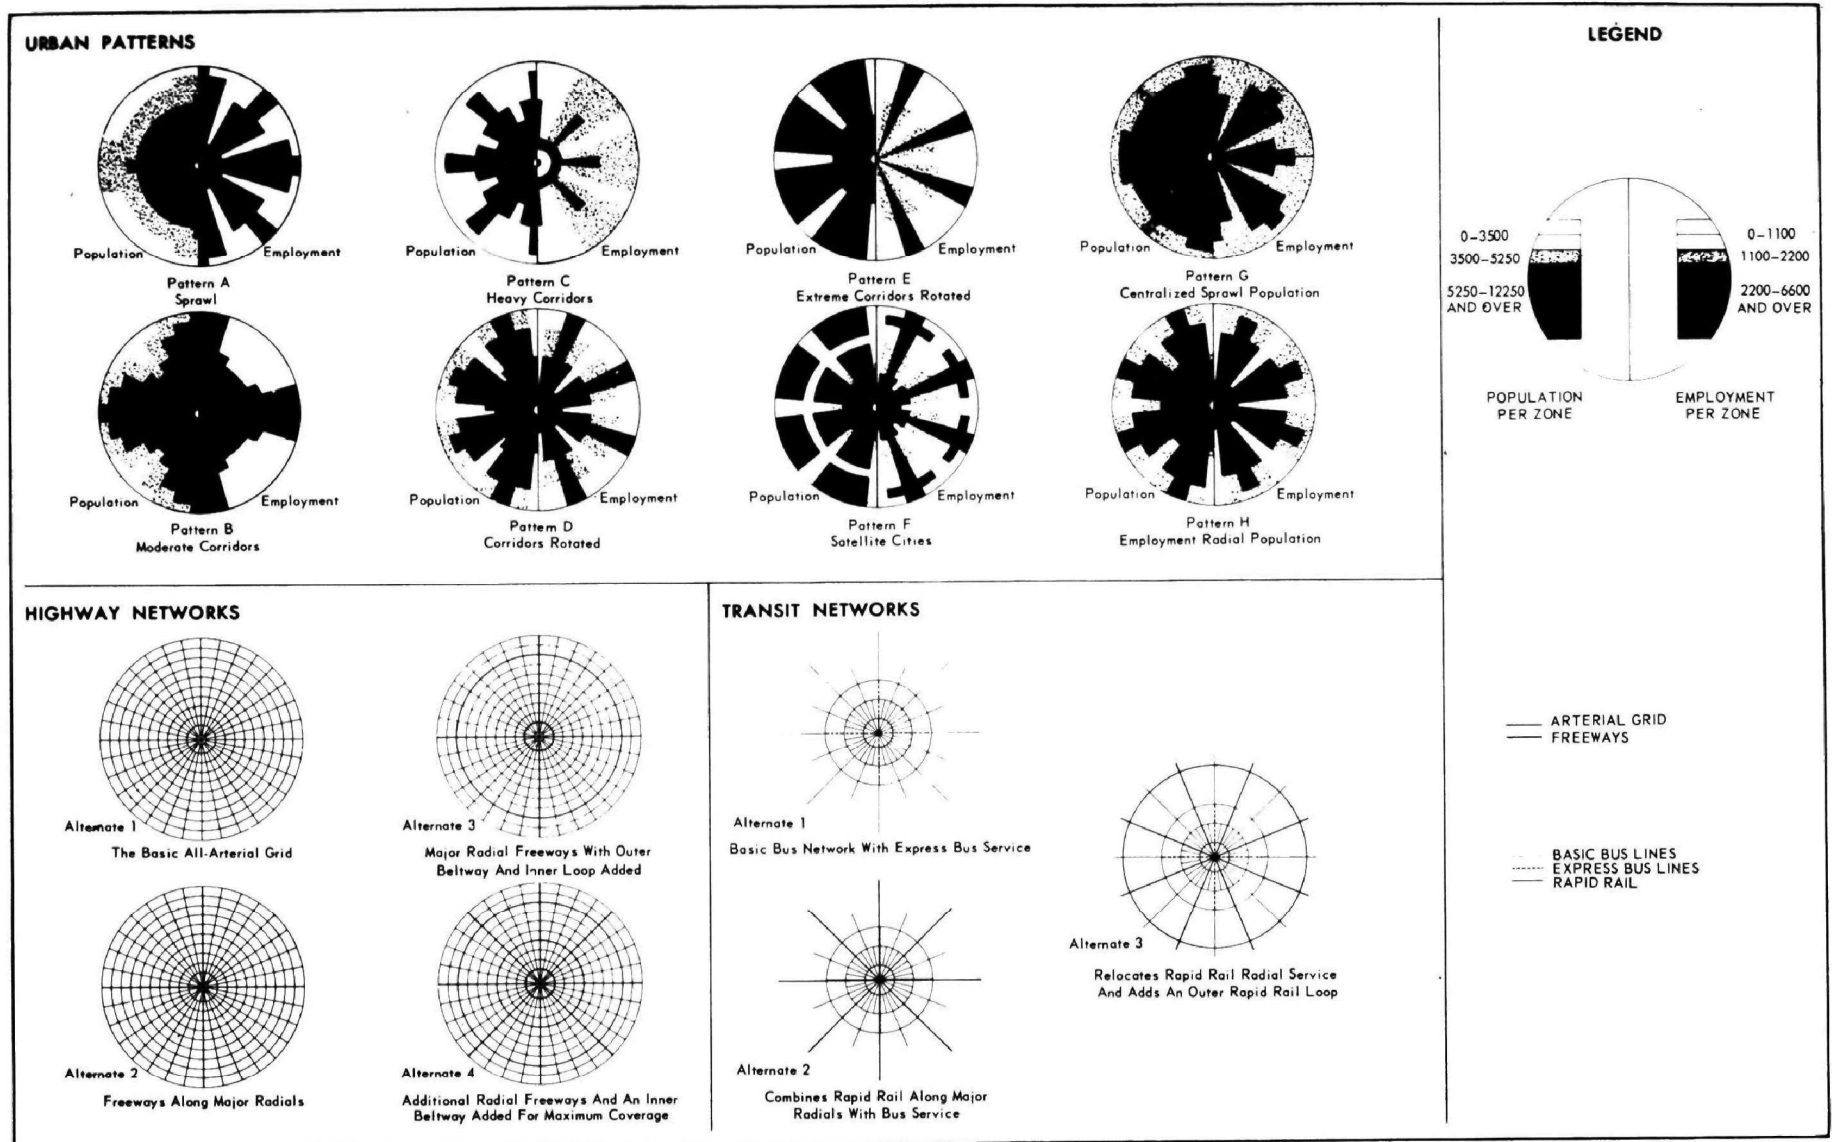 URBAN PATTERNS
Population
Employment
Pattern A
Sprawl
Population
Employment
Pattern C
Heavy Corridors
Population
Employment
Pattern E
Extreme Corridors Rotated
Population
Employment
Pattern G
Centralized Sprawl Population
Population
Employment
Pattern B
Moderate Corridors
Population
Employment
Pattern D
Corridors Rotated
Population
Employment
Pattern F
Satellite Cities
Population
Employment
Pattern H
Employment Radial Population
LEGEND
0-3500
3500-5250
5250-12250
AND OVER
0-1100
1100-2200
2200-6600
AND OVER
POPULATION
PER ZONE
EMPLOYMENT
PER ZONE
HIGHWAY NETWORKS
Alternate 1
The Basic All-Arterial Grid
Alternate 3
Major Radial Freeways With Outer
Beltway And Inner Loop Added
Alternate 2
Freeways Along Major Radials
Alternate 4
Additional Radial Freeways And An Inner
Beltway Added For Maximum Coverage
TRANSIT NETWORKS
Alternate 1
Basic Bus Network With Express Bus Service
Alternate 2
Combines Rapid Rail Along Major
Radials With Bus Service
Alternate 3
Relocates Rapid Rail Radial Service
And Adds An Outer Rapid Rail Loop
ARTERIAL GRID
FREEWAYS
BASIC BUS LINES
EXPRESS BUS LINES
RAPID RAIL